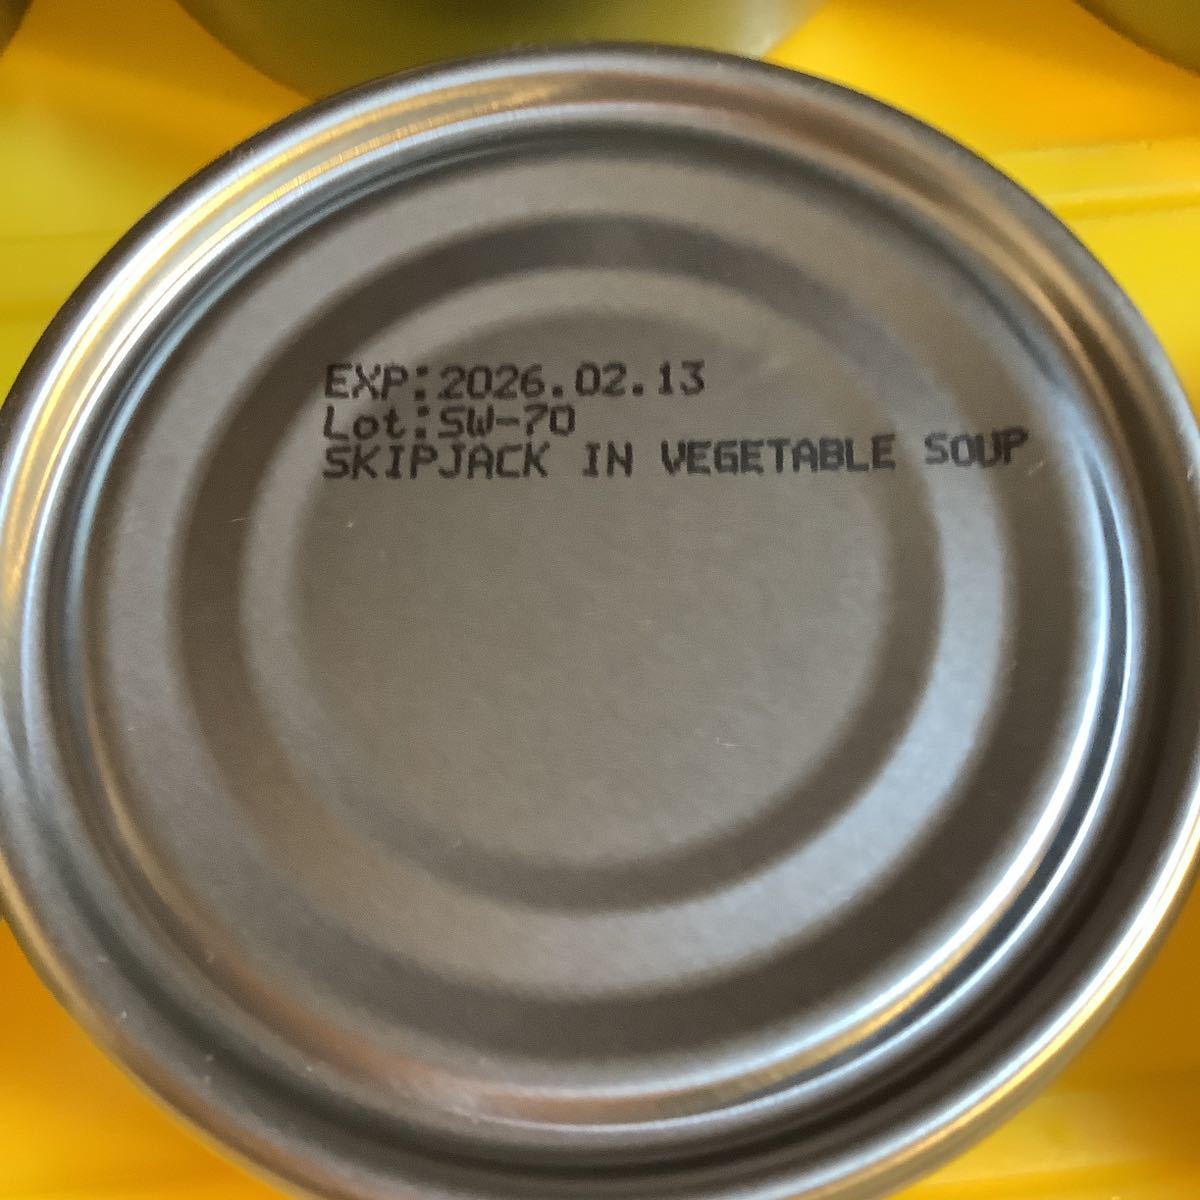 EXP:2026.02.13
Lot:SW-70
SKIPJACK IN VEGETABLE SOUP